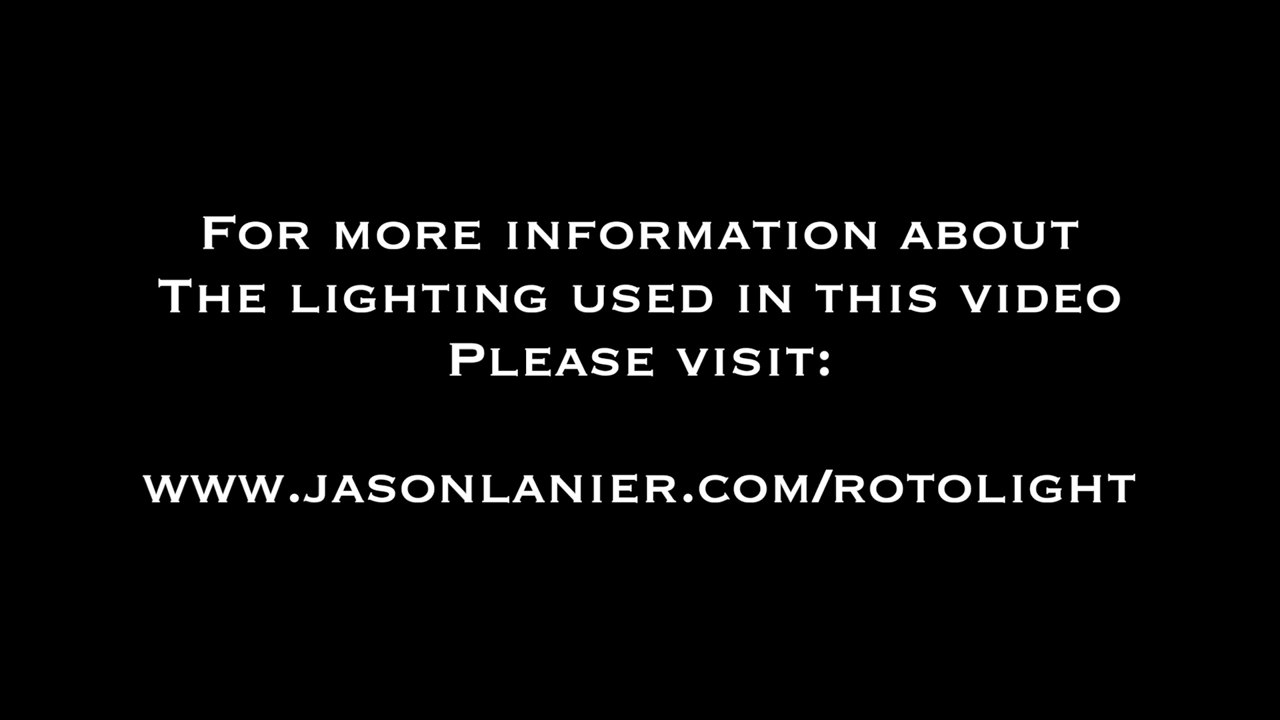 For more information about
The lighting used in this video
Please visit:
www.jasonlanier.com/rotolight